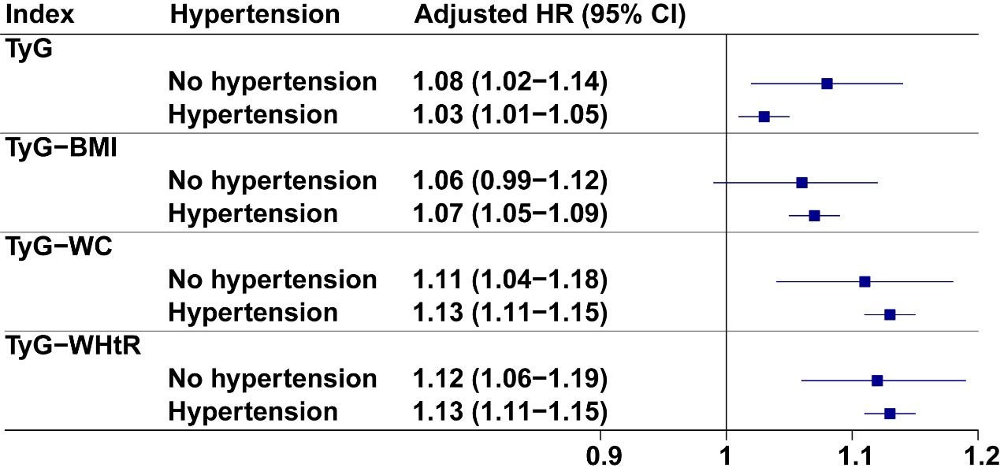 Index Hypertension Adjusted HR (95% CI)
TyG
No hypertension 1.08 (1.02−1.14)
Hypertension 1.03 (1.01−1.05)
TyG−BMI
No hypertension 1.06 (0.99−1.12)
Hypertension 1.07 (1.05−1.09)
TyG−WC
No hypertension 1.11 (1.04−1.18)
Hypertension 1.13 (1.11−1.15)
TyG−WHtR
No hypertension 1.12 (1.06−1.19)
Hypertension 1.13 (1.11−1.15)
0.9 1 1.1 1.2